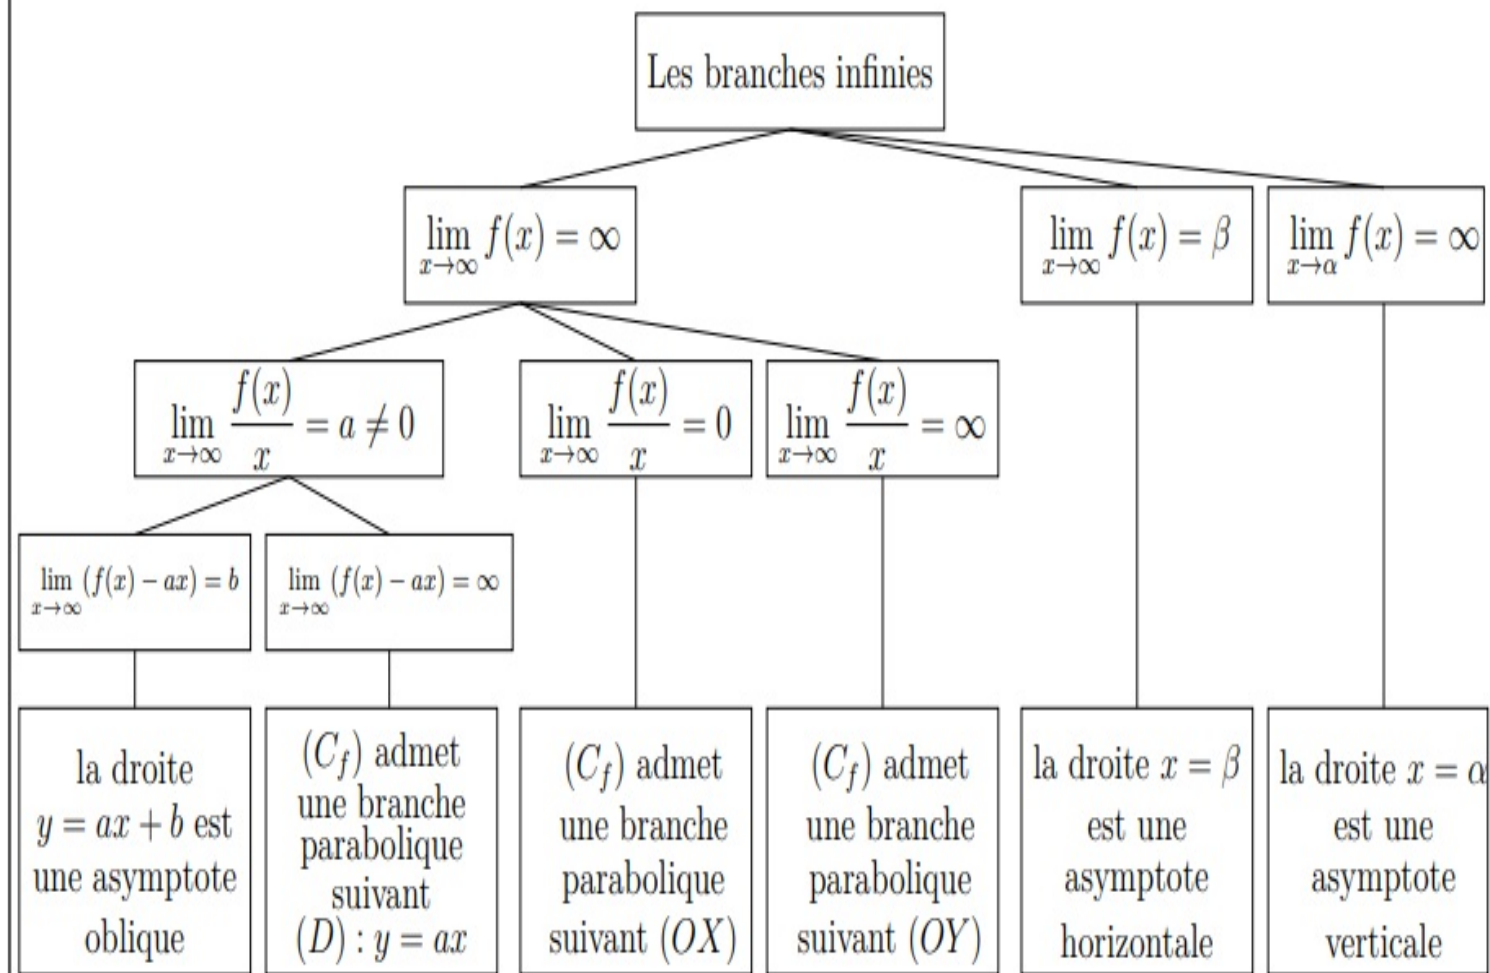 Les branches infinies
lim f(x) = ∞
x→∞
lim f(x) = β
x→∞
lim f(x) = ∞
x→α
lim f(x)/x = a ≠ 0
x→∞
lim f(x)/x = 0
x→∞
lim f(x)/x = ∞
x→∞
lim (f(x) − ax) = b
x→∞
lim (f(x) − ax) = ∞
x→∞
la droite
y = ax + b est
une asymptote
oblique
(C_f) admet
une branche
parabolique
suivant
(D) : y = ax
(C_f) admet
une branche
parabolique
suivant (OX)
(C_f) admet
une branche
parabolique
suivant (OY)
la droite x = β
est une
asymptote
horizontale
la droite x = α
est une
asymptote
verticale